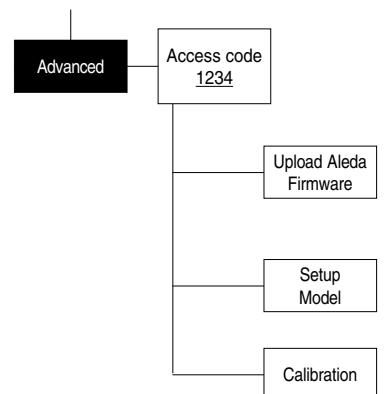 Advanced
Access code
1234
Upload Aleda
Firmware
Setup
Model
Calibration